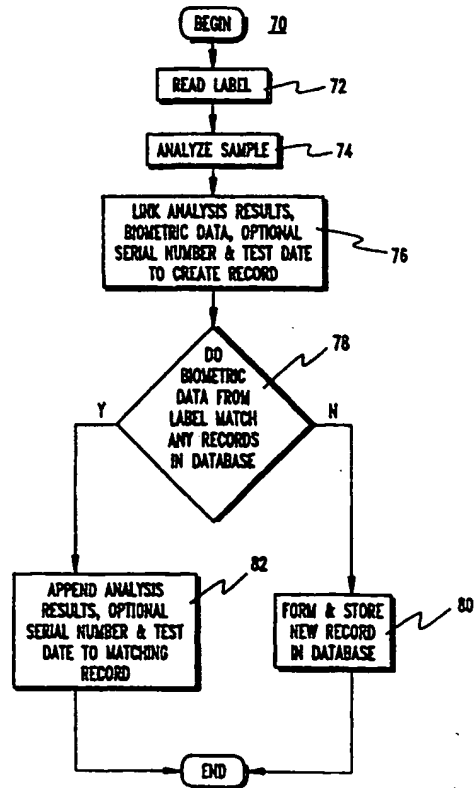 BEGIN 70
READ LABEL 72
ANALYZE SAMPLE 74
LINK ANALYSIS RESULTS,
BIOMETRIC DATA, OPTIONAL
SERIAL NUMBER & TEST DATE
TO CREATE RECORD
76
78
DO
BIOMETRIC
DATA FROM
LABEL MATCH
ANY RECORDS
IN DATABASE
Y N
82
APPEND ANALYSIS
RESULTS, OPTIONAL
SERIAL NUMBER & TEST
DATE TO MATCHING
RECORD
80
FORM & STORE
NEW RECORD
IN DATABASE
END